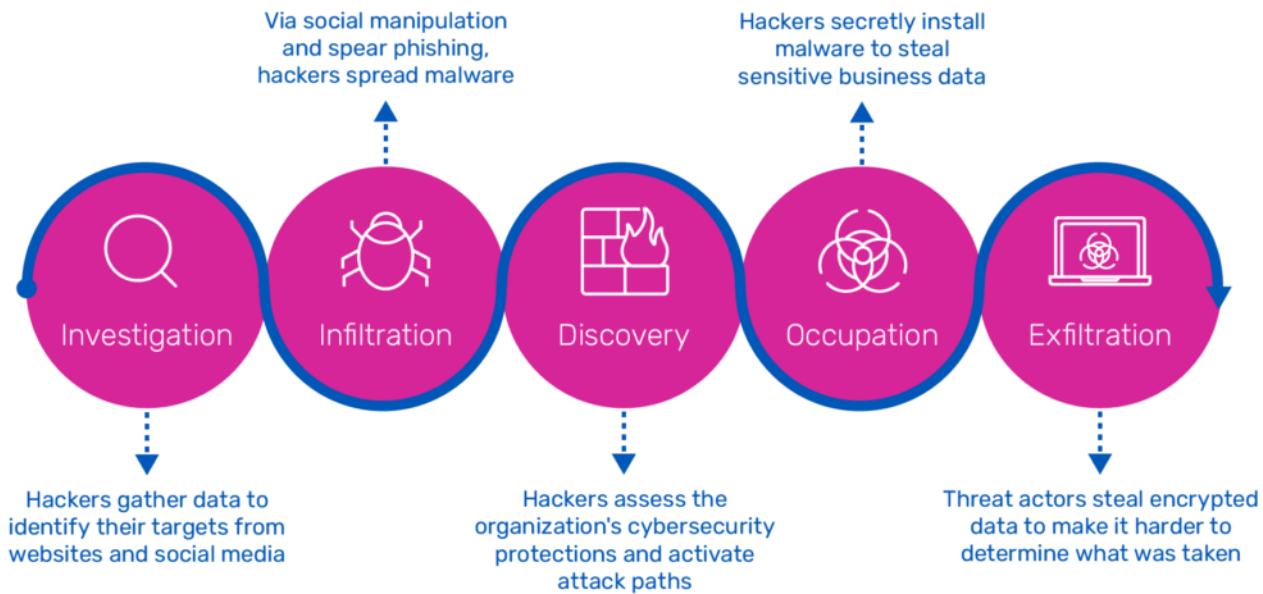 Via social manipulation
and spear phishing,
hackers spread malware
Hackers secretly install
malware to steal
sensitive business data
Investigation
Infiltration
Discovery
Occupation
Exfiltration
Hackers gather data to
identify their targets from
websites and social media
Hackers assess the
organization's cybersecurity
protections and activate
attack paths
Threat actors steal encrypted
data to make it harder to
determine what was taken